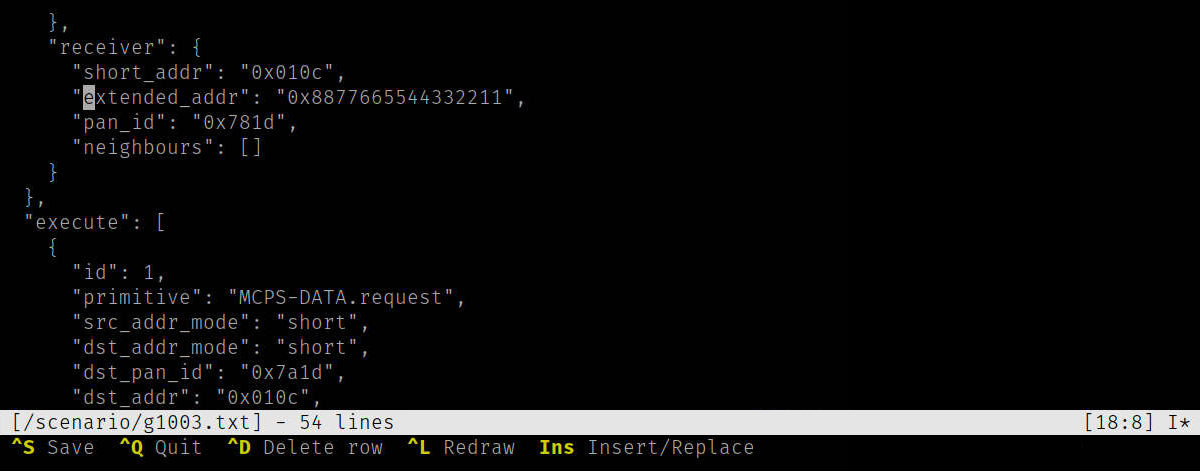 },
"receiver": {
"short_addr": "0x010c",
"extended_addr": "0x8877665544332211",
"pan_id": "0x781d",
"neighbours": []
}
},
"execute": [
{
"id": 1,
"primitive": "MCPS-DATA.request",
"src_addr_mode": "short",
"dst_addr_mode": "short",
"dst_pan_id": "0x7a1d",
"dst_addr": "0x010c",
[/scenario/g1003.txt] - 54 lines [18:8] I*
^S Save ^Q Quit ^D Delete row ^L Redraw Ins Insert/Replace